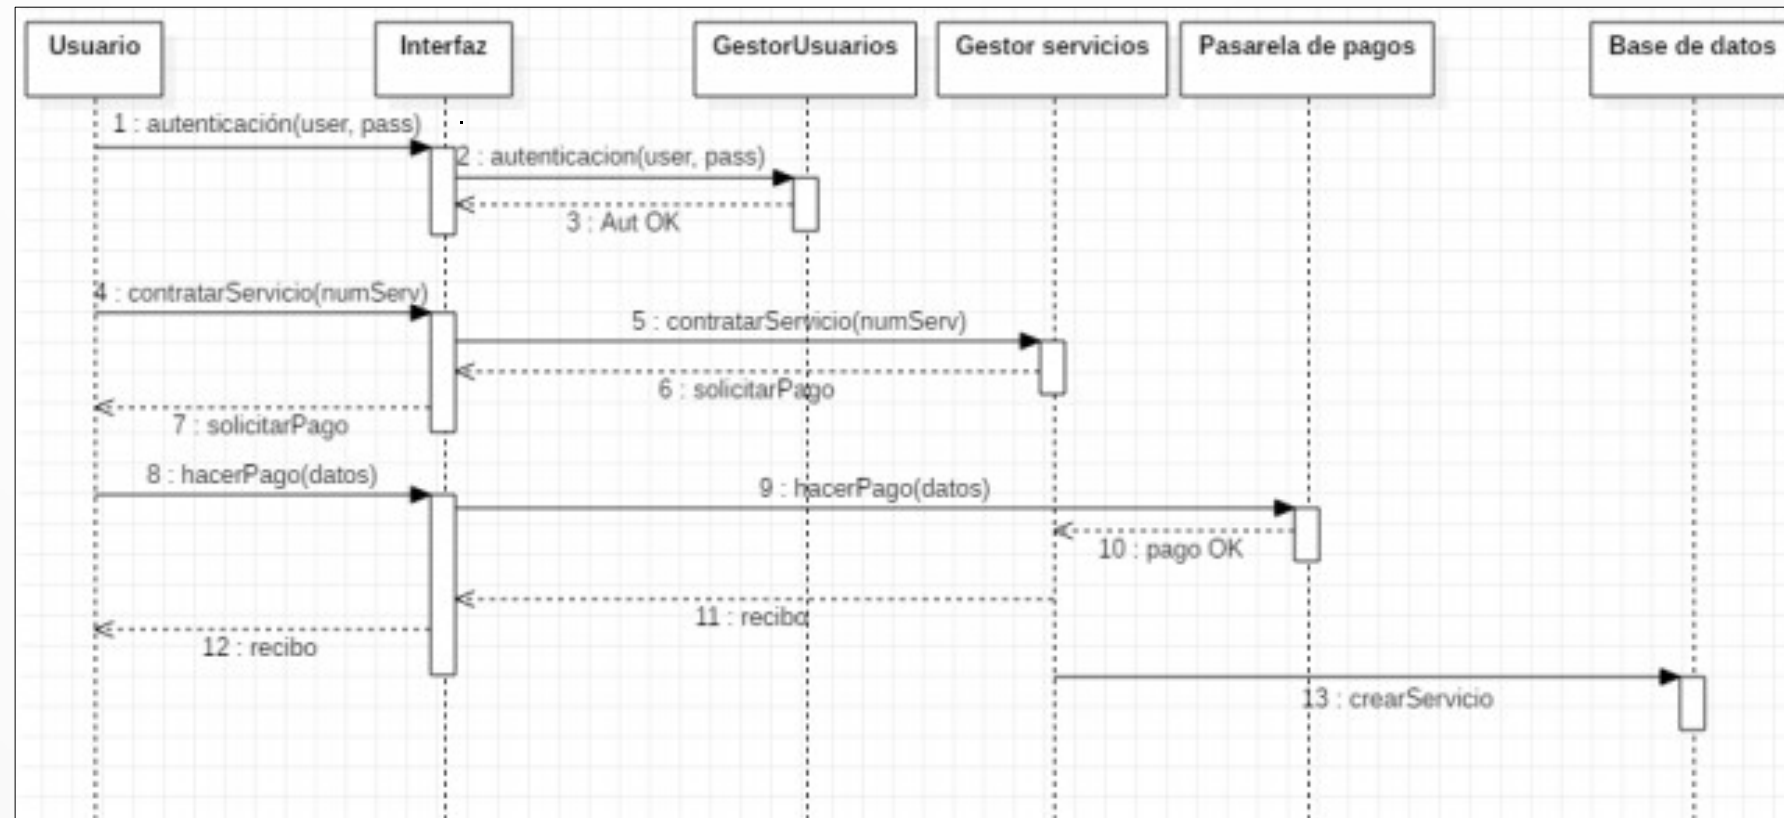 Usuario
Interfaz
GestorUsuarios
Gestor servicios
Pasarela de pagos
Base de datos
1 : autenticación(user, pass)
2 : autenticacion(user, pass)
3 : Aut OK
4 : contratarServicio(numServ)
5 : contratarServicio(numServ)
6 : solicitarPago
7 : solicitarPago
8 : hacerPago(datos)
9 : hacerPago(datos)
10 : pago OK
11 : recibo
12 : recibo
13 : crearServicio